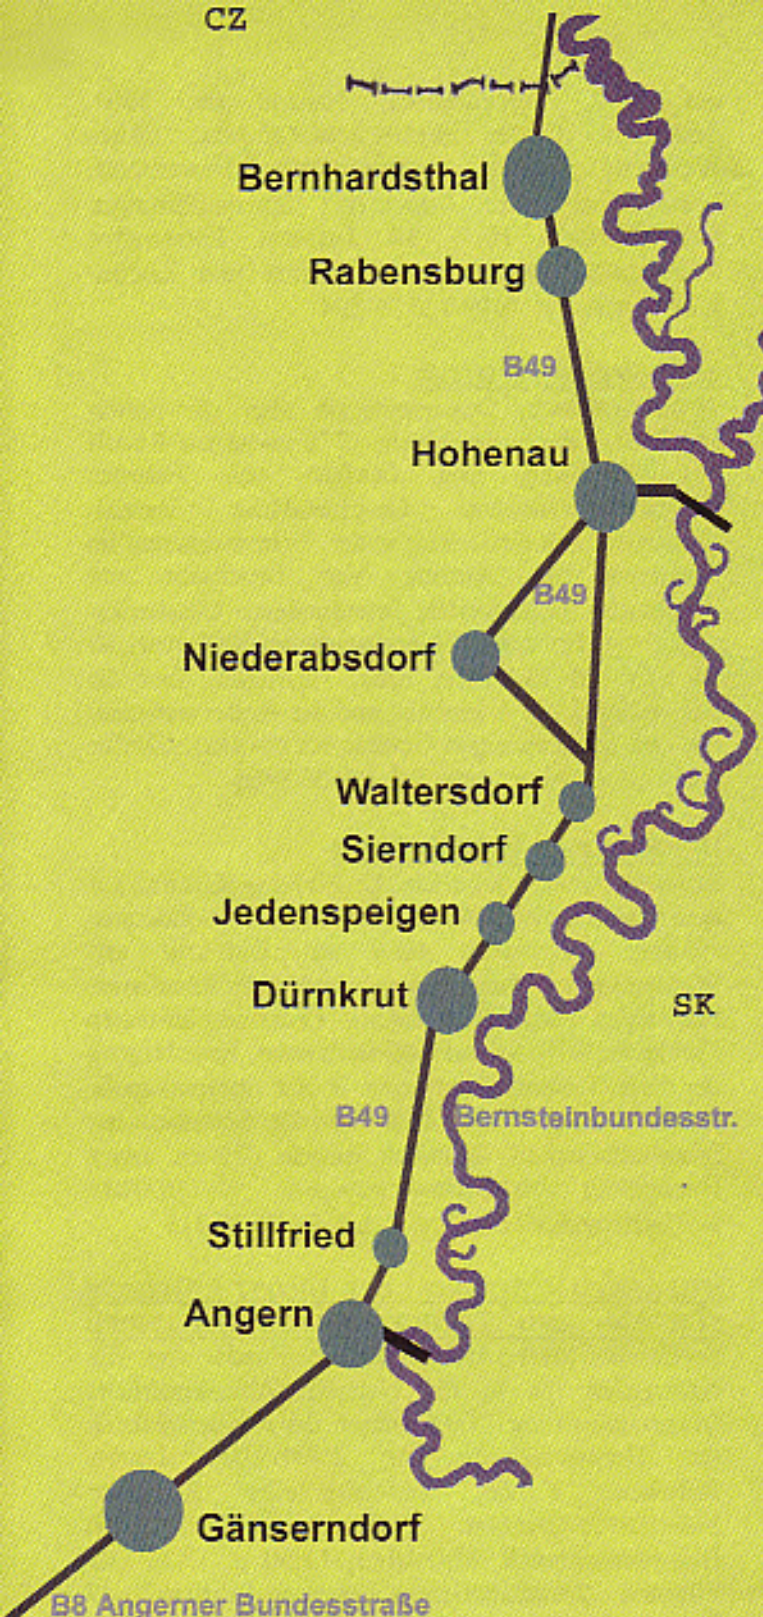 CZ
Bernhardsthal
Rabensburg
B49
Hohenau
B49
Niederabsdorf
Waltersdorf
Sierndorf
Jedenspeigen
Dürnkrut
SK
B49
Bernsteinbundesstr.
Stillfried
Angern
Gänserndorf
B8 Angerner Bundesstraße